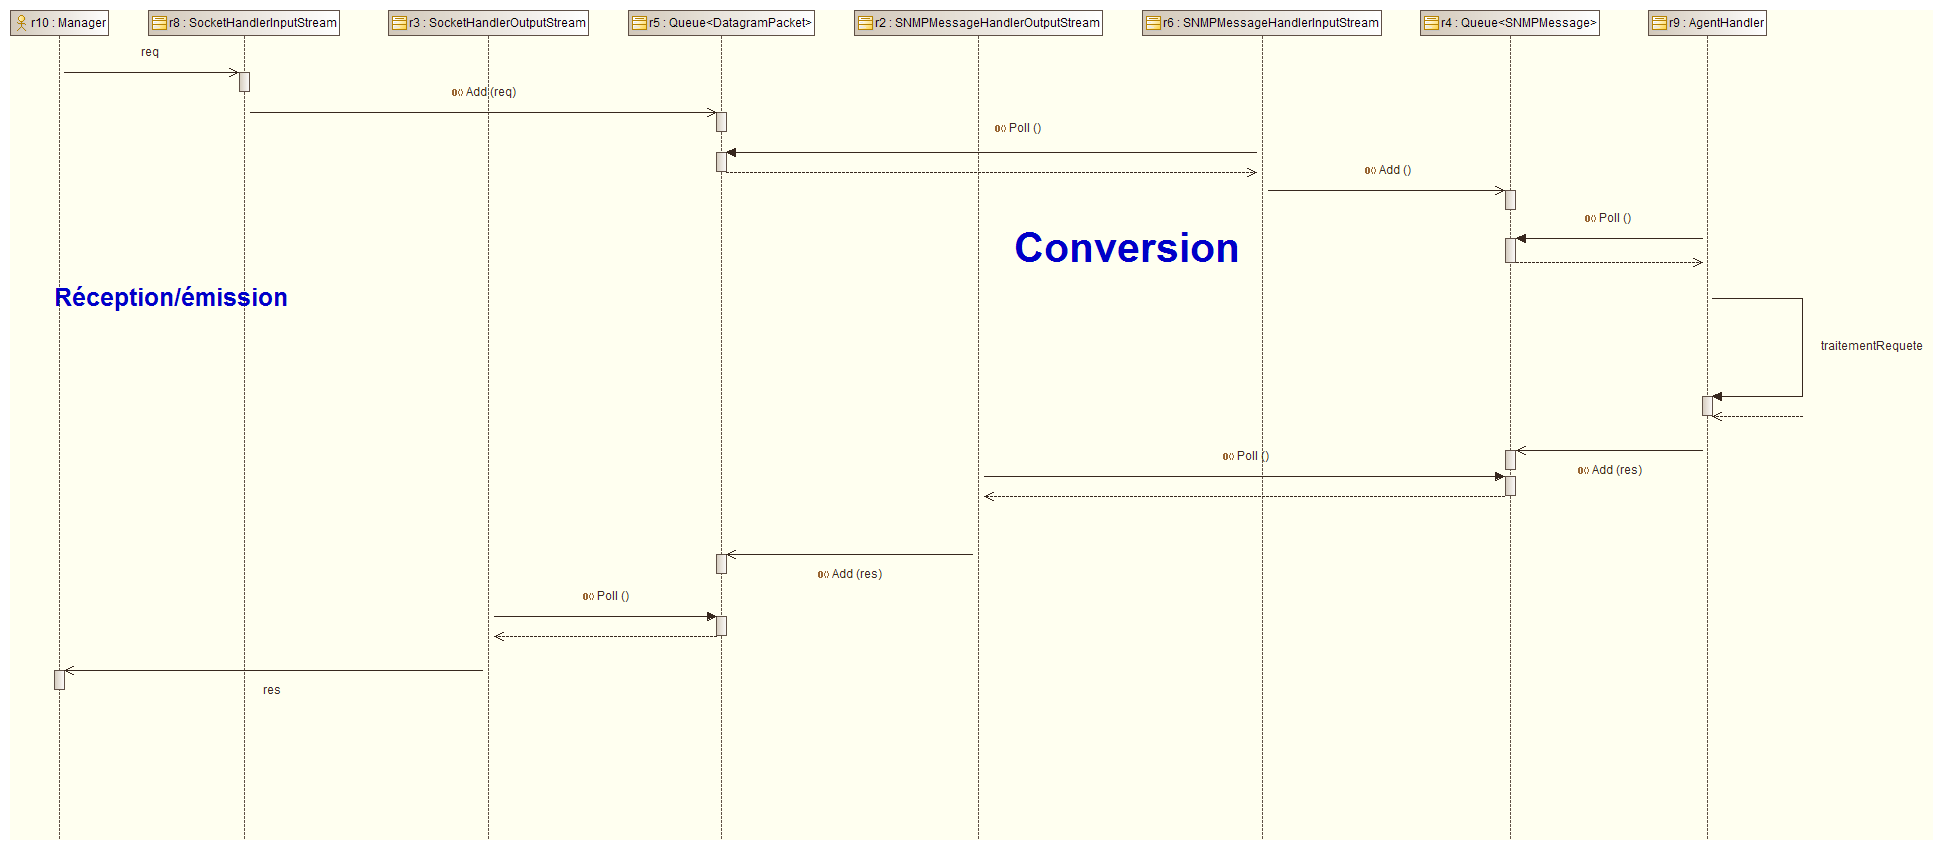 r10 : Manager
r8 : SocketHandlerInputStream
r3 : SocketHandlerOutputStream
r5 : Queue<DatagramPacket>
r2 : SNMPMessageHandlerOutputStream
r6 : SNMPMessageHandlerInputStream
r4 : Queue<SNMPMessage>
r9 : AgentHandler
req
Add (req)
Poll ()
Add ()
Poll ()
Conversion
Réception/émission
traitementRequete
Poll ()
Add (res)
Add (res)
Poll ()
res